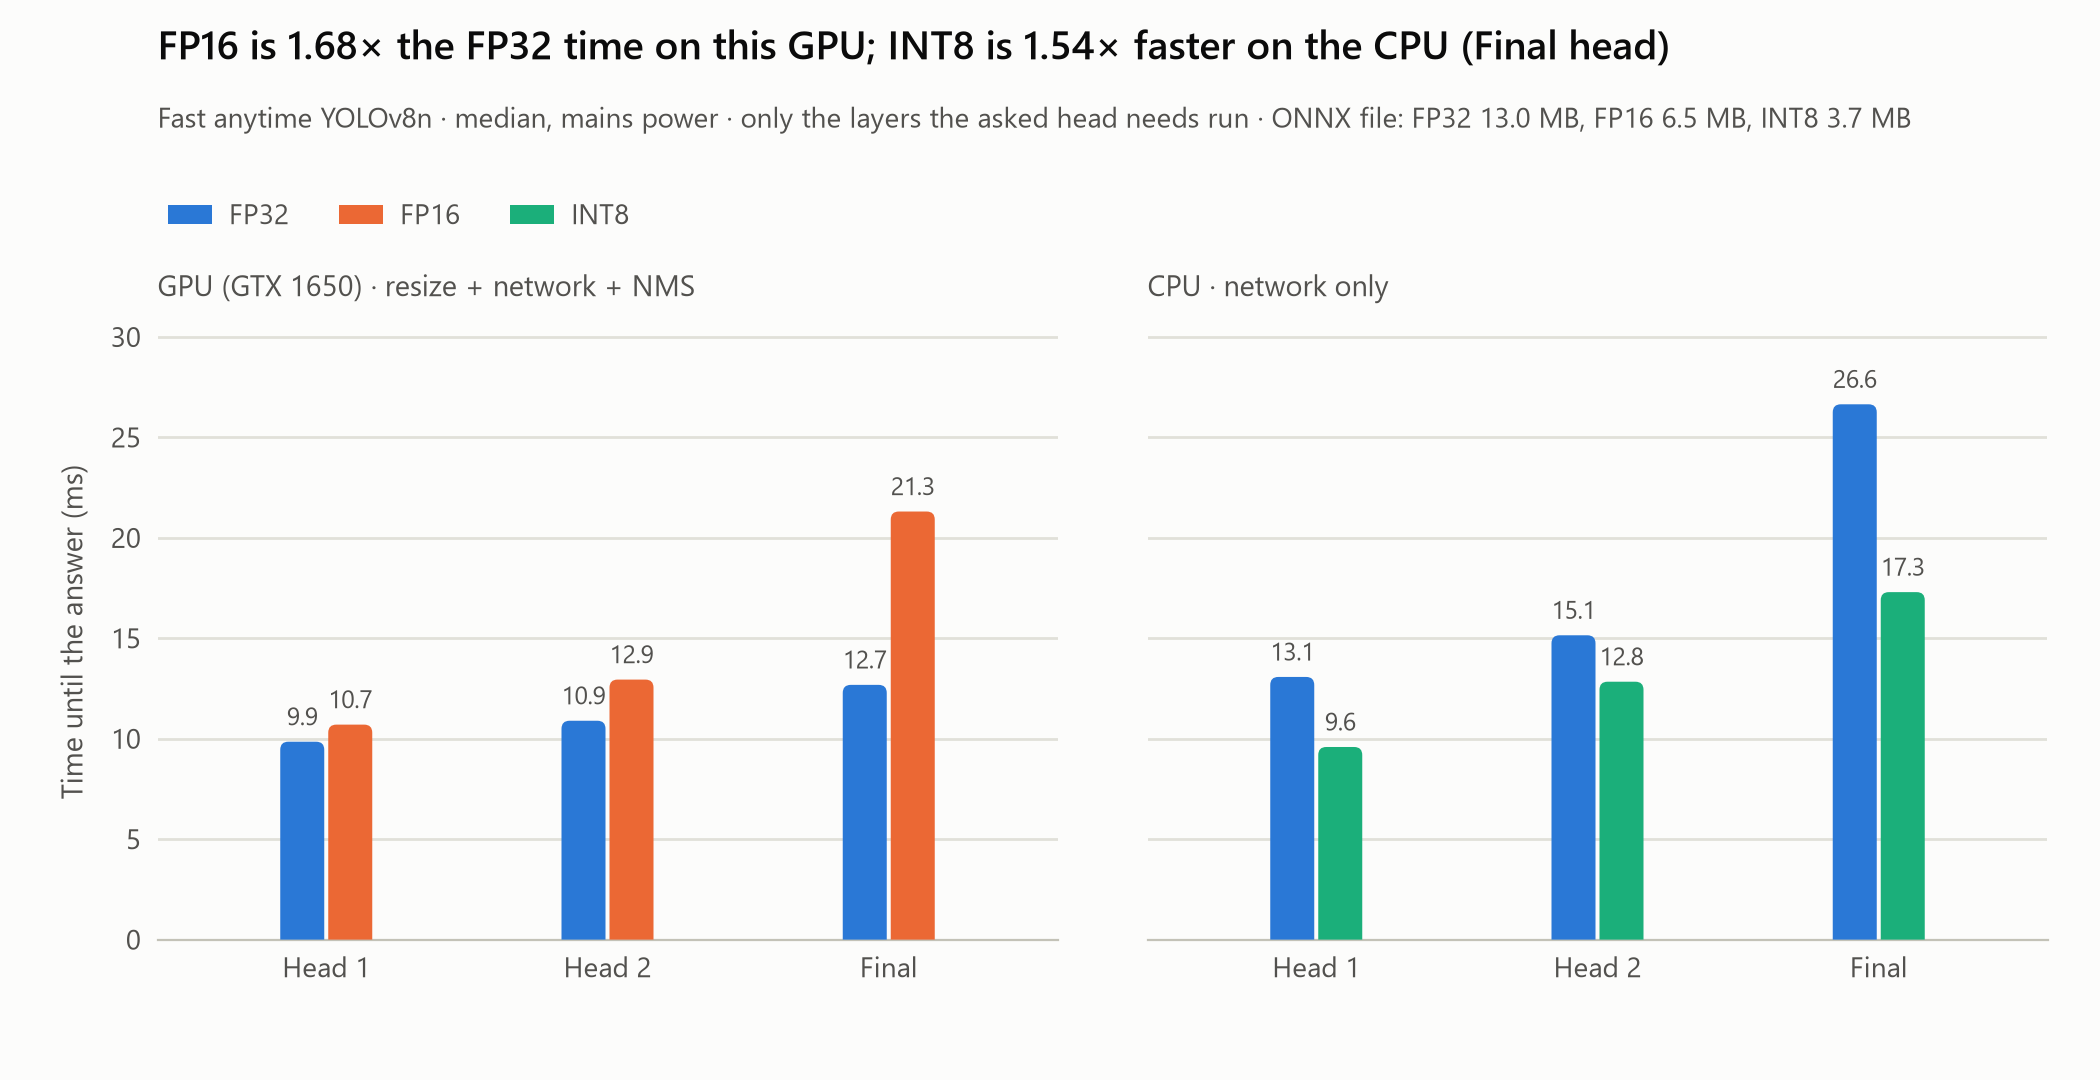 FP16 is 1.68× the FP32 time on this GPU; INT8 is 1.54× faster on the CPU (Final head)
Fast anytime YOLOv8n · median, mains power · only the layers the asked head needs run · ONNX file: FP32 13.0 MB, FP16 6.5 MB, INT8 3.7 MB
FP32 FP16 INT8
GPU (GTX 1650) · resize + network + NMS
Time until the answer (ms)
30
25
20
15
10
5
0
9.9 10.7
10.9 12.9
12.7 21.3
Head 1 Head 2 Final
CPU · network only
13.1 9.6
15.1 12.8
26.6 17.3
Head 1 Head 2 Final